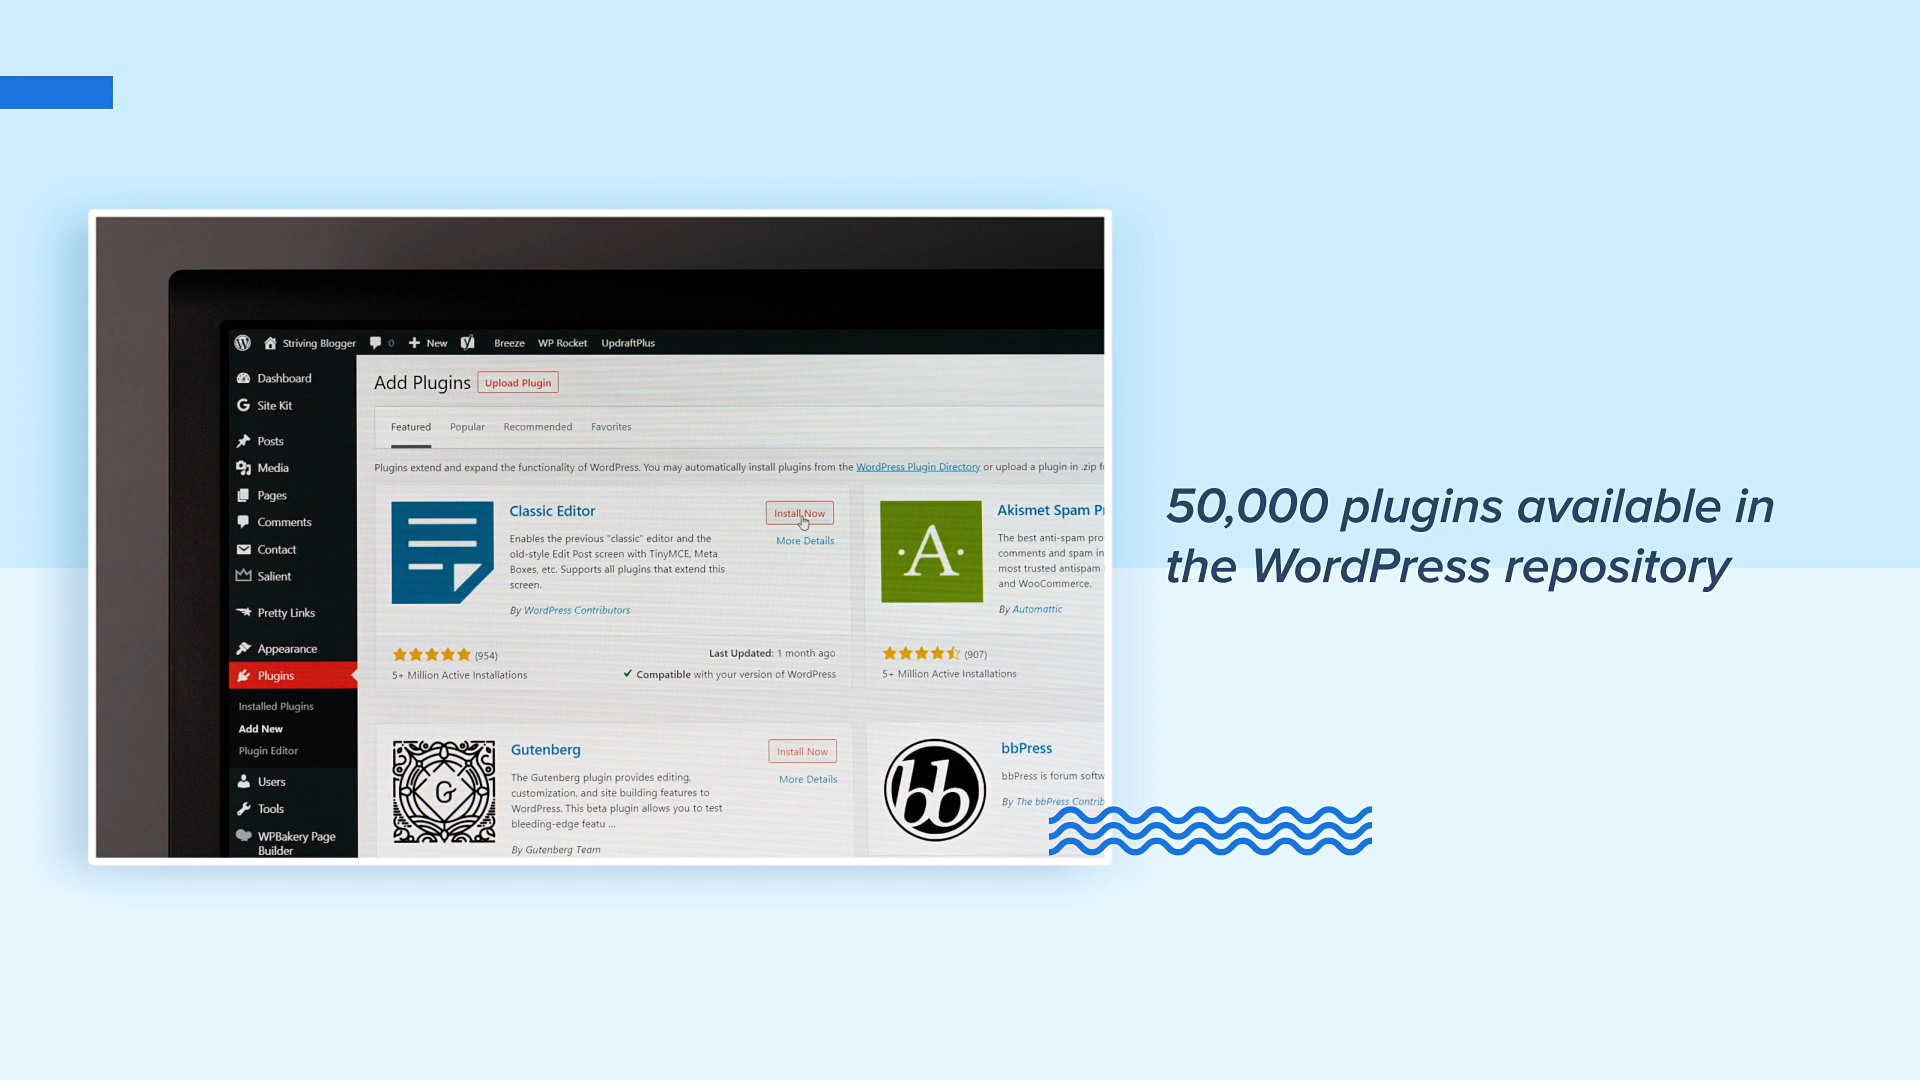 Striving Blogger 0 New Breeze WP Rocket UpdraftPlus
Dashboard
Site Kit
Posts
Media
Pages
Comments
Contact
Salient
Pretty Links
Appearance
Plugins
Installed Plugins
Add New
Plugin Editor
Users
Tools
WPBakery Page
Builder
Add Plugins Upload Plugin
Featured Popular Recommended Favorites
Plugins extend and expand the functionality of WordPress. You may automatically install plugins from the WordPress Plugin Directory or upload a plugin in .zip f
Classic Editor
Install Now
More Details
Enables the previous "classic" editor and the
old-style Edit Post screen with TinyMCE, Meta
Boxes, etc. Supports all plugins that extend this
screen.
By WordPress Contributors
(954)
Last Updated: 1 month ago
5+ Million Active Installations
Compatible with your version of WordPress
A
Akismet Spam Pr
The best anti-spam pro
comments and spam in
most trusted antispam
and WooCommerce.
By Automattic
(907)
5+ Million Active Installations
G
Gutenberg
Install Now
More Details
The Gutenberg plugin provides editing,
customization, and site building features to
WordPress. This beta plugin allows you to test
bleeding-edge featu ...
By Gutenberg Team
bb
bbPress
bbPress is forum softw
By The bbPress Contrib
50,000 plugins available in
the WordPress repository